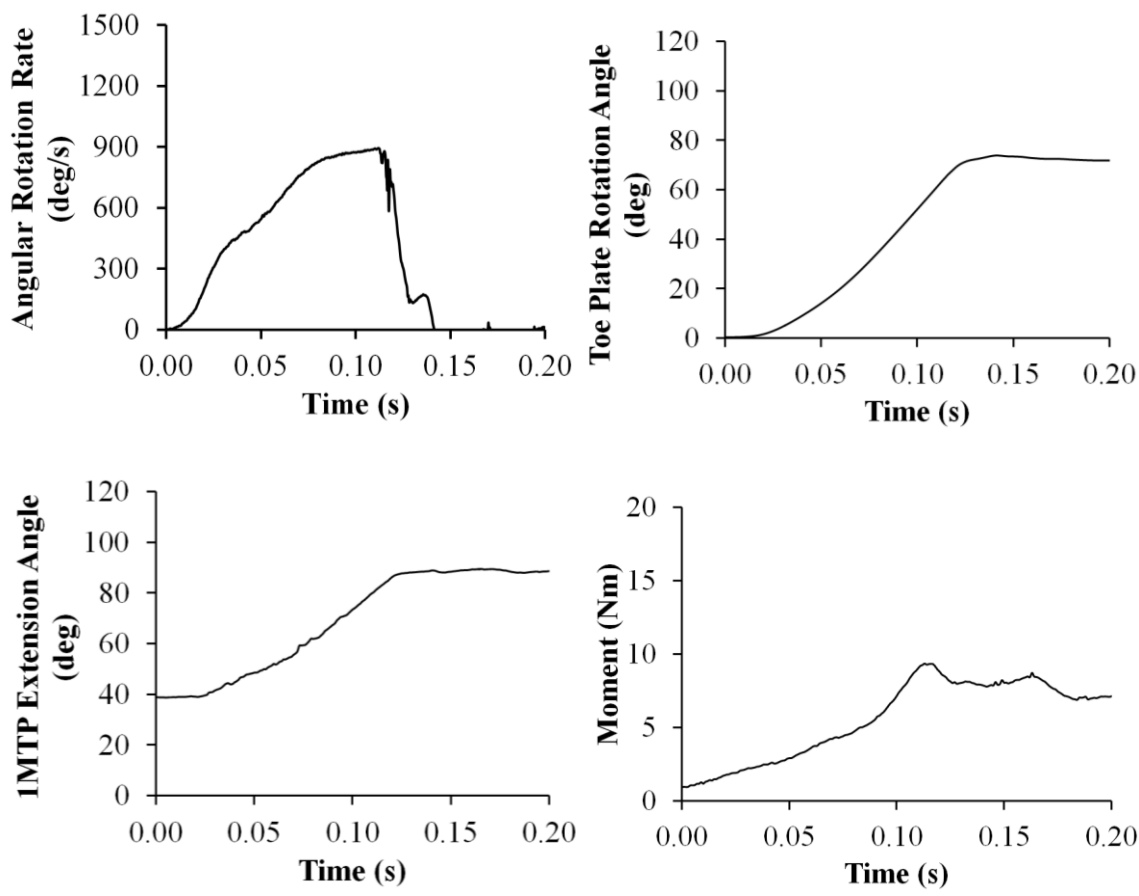 Angular Rotation Rate
(deg/s)
1500
1200
900
600
300
0
0.00 0.05 0.10 0.15 0.20
Time (s)
Toe Plate Rotation Angle
(deg)
120
100
80
60
40
20
0
0.00 0.05 0.10 0.15 0.20
Time (s)
1MTP Extension Angle
(deg)
120
100
80
60
40
20
0
0.00 0.05 0.10 0.15 0.20
Time (s)
Moment (Nm)
20
15
10
5
0
0.00 0.05 0.10 0.15 0.20
Time (s)